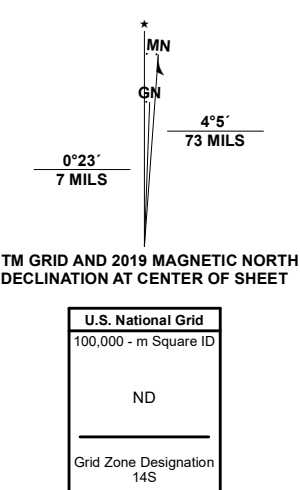 ★
MN
GN
4°5´
73 MILS
0°23´
7 MILS
TM GRID AND 2019 MAGNETIC NORTH
DECLINATION AT CENTER OF SHEET
U.S. National Grid
100,000 - m Square ID
ND
Grid Zone Designation
14S